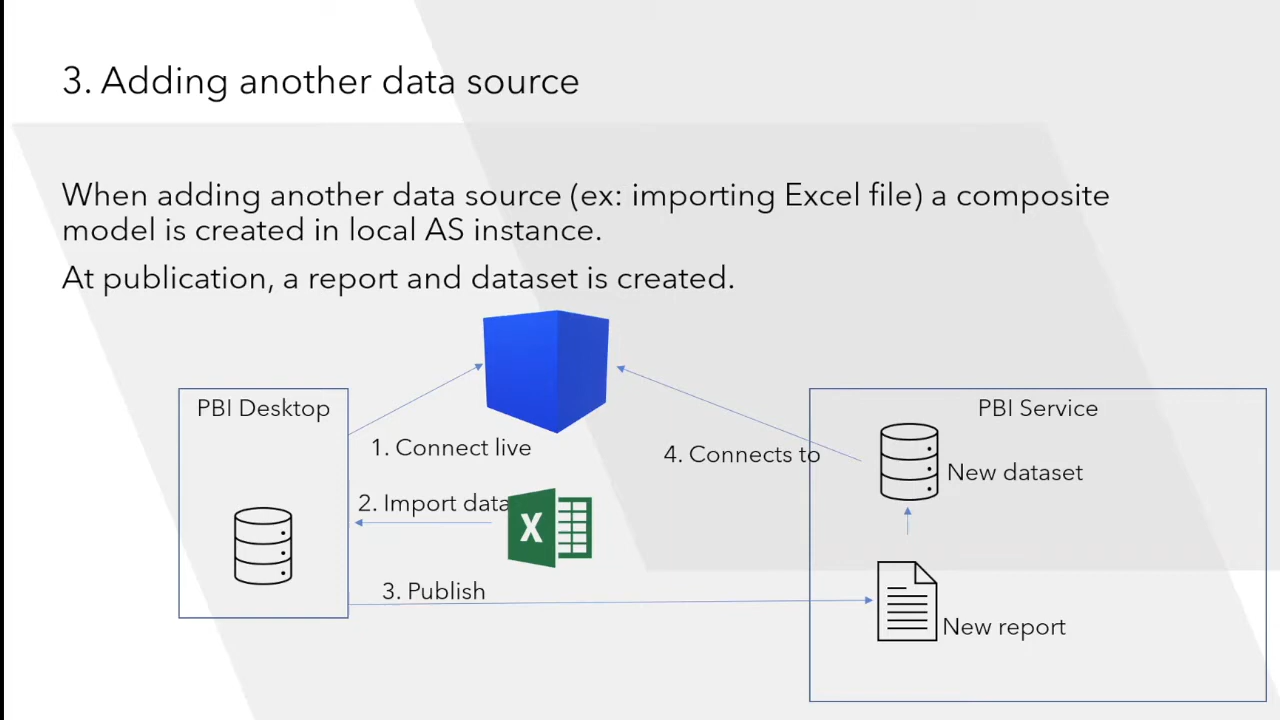 3. Adding another data source
When adding another data source (ex: importing Excel file) a composite
model is created in local AS instance.
At publication, a report and dataset is created.
PBI Desktop
PBI Service
1. Connect live
4. Connects to
New dataset
2. Import data
X
3. Publish
New report